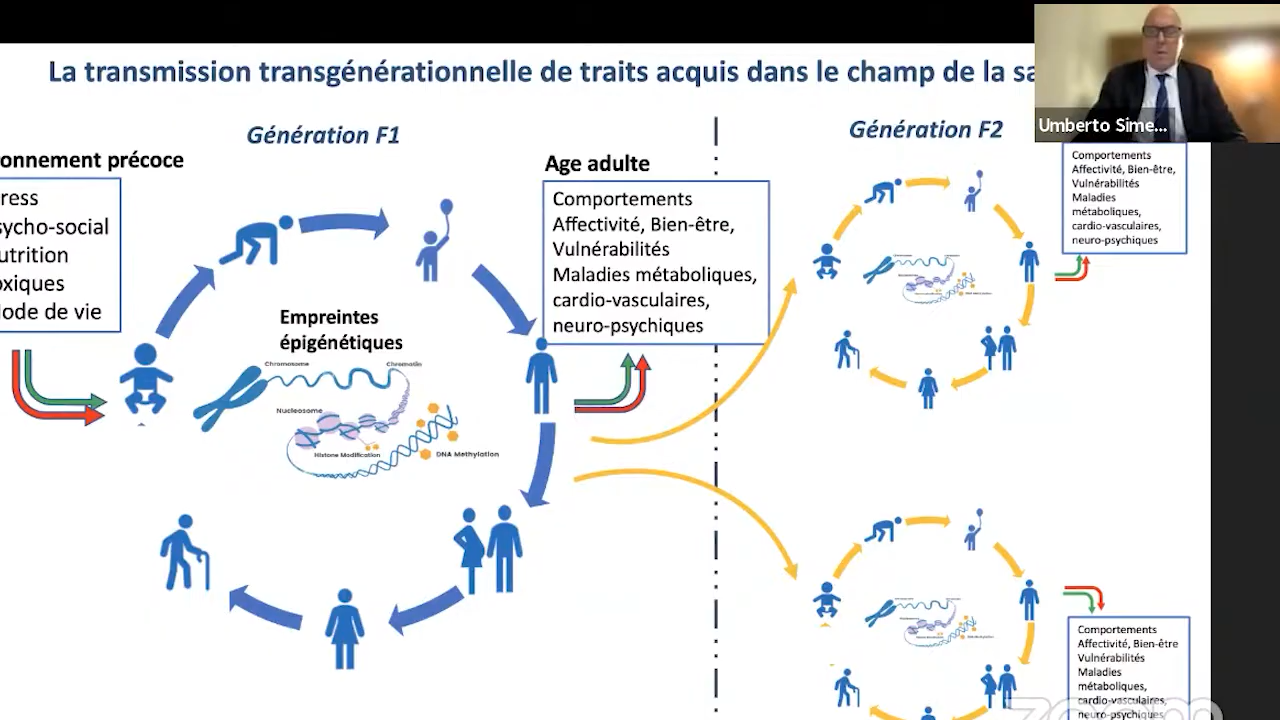 La transmission transgénérationnelle de traits acquis dans le champ de la sa
Umberto Sime...
Génération F1
Génération F2
onnement précoce
ress
sycho-social
utrition
oxiques
lode de vie
Age adulte
Comportements
Affectivité, Bien-être,
Vulnérabilités
Maladies métaboliques,
cardio-vasculaires,
neuro-psychiques
Empreintes
épigénétiques
Chromosome
Chromatin
Nucleosome
Histone Modification
DNA Methylation
Comportements
Affectivité, Bien-être,
Vulnérabilités
Maladies
métaboliques,
cardio-vasculaires,
neuro-psychiques
Comportements
Affectivité, Bien-être
Vulnérabilités
Maladies
métaboliques,
cardio-vasculaires,
neuro-psychiques
zoom